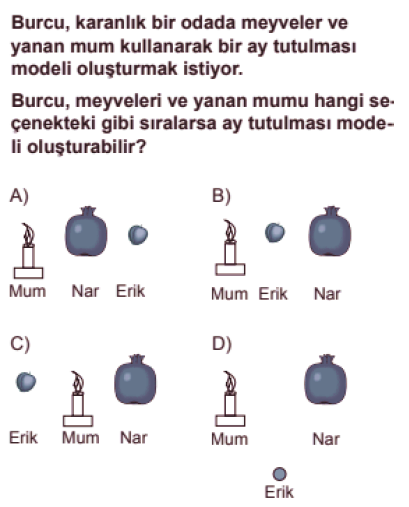 Burcu, karanlık bir odada meyveler ve
yanan mum kullanarak bir ay tutulması
modeli oluşturmak istiyor.
Burcu, meyveleri ve yanan mumu hangi se-
çenekteki gibi sıralarsa ay tutulması mode-
li oluşturabilir?
A)
B)
Mum Nar Erik
Mum Erik Nar
C)
D)
Erik Mum Nar
Mum Nar
Erik